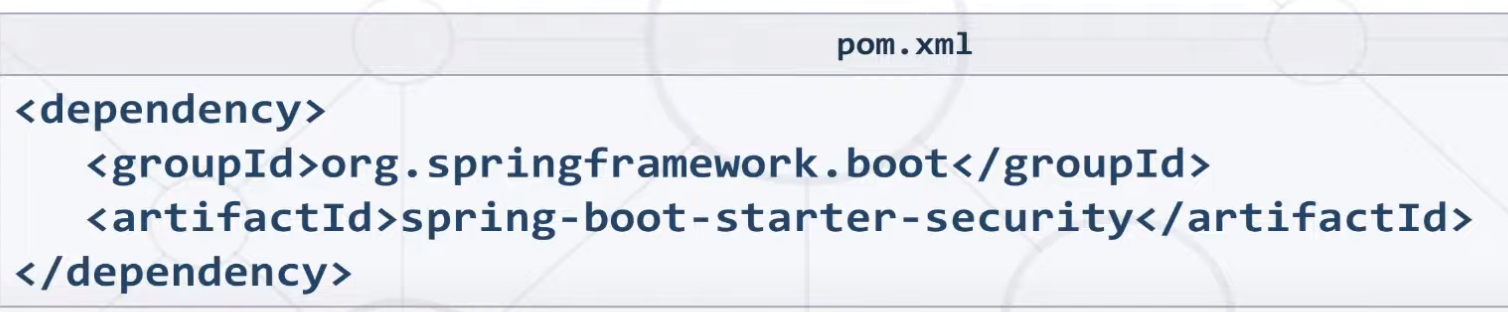 pom.xml
<dependency>
<groupId>org.springframework.boot</groupId>
<artifactId>spring-boot-starter-security</artifactId>
</dependency>